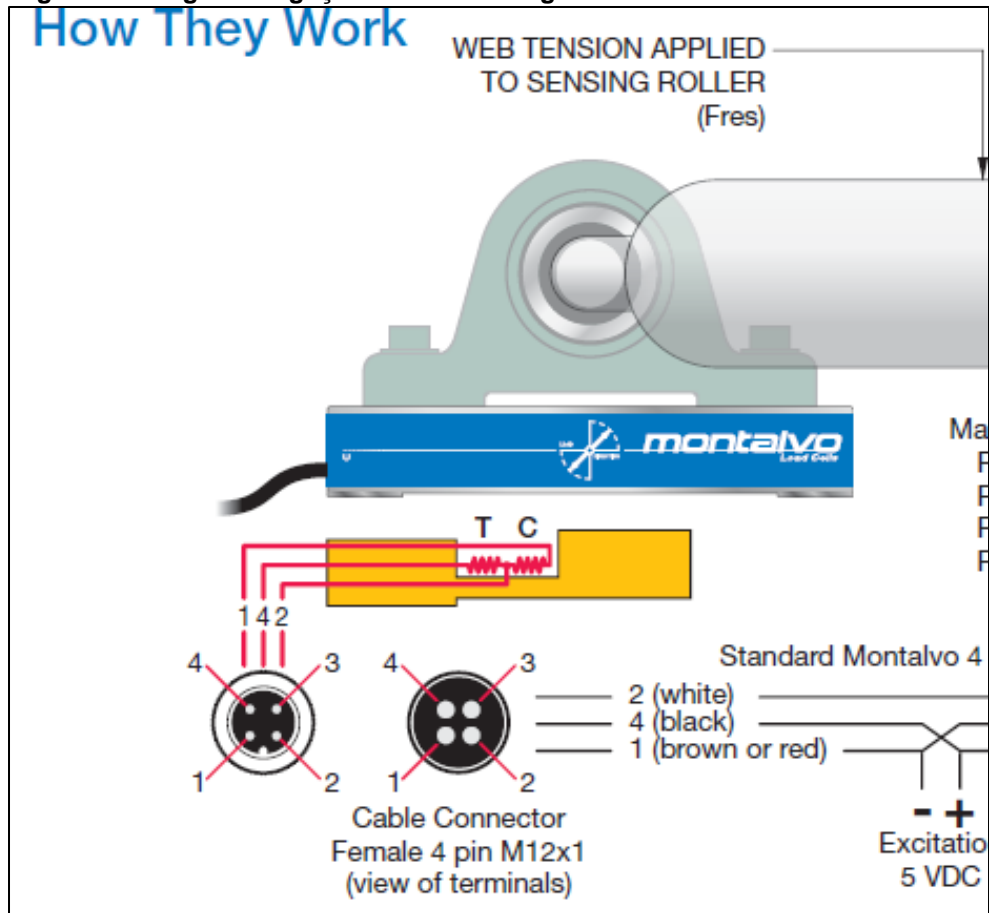 How They Work
WEB TENSION APPLIED
TO SENSING ROLLER
(Fres)
montalvo
Load Cells
Ma
P
P
P
P
T C
1 4 2
4 3
1 2
4 3
1 2
Standard Montalvo 4
2 (white)
4 (black)
1 (brown or red)
- +
Excitatio
5 VDC
Cable Connector
Female 4 pin M12x1
(view of terminals)